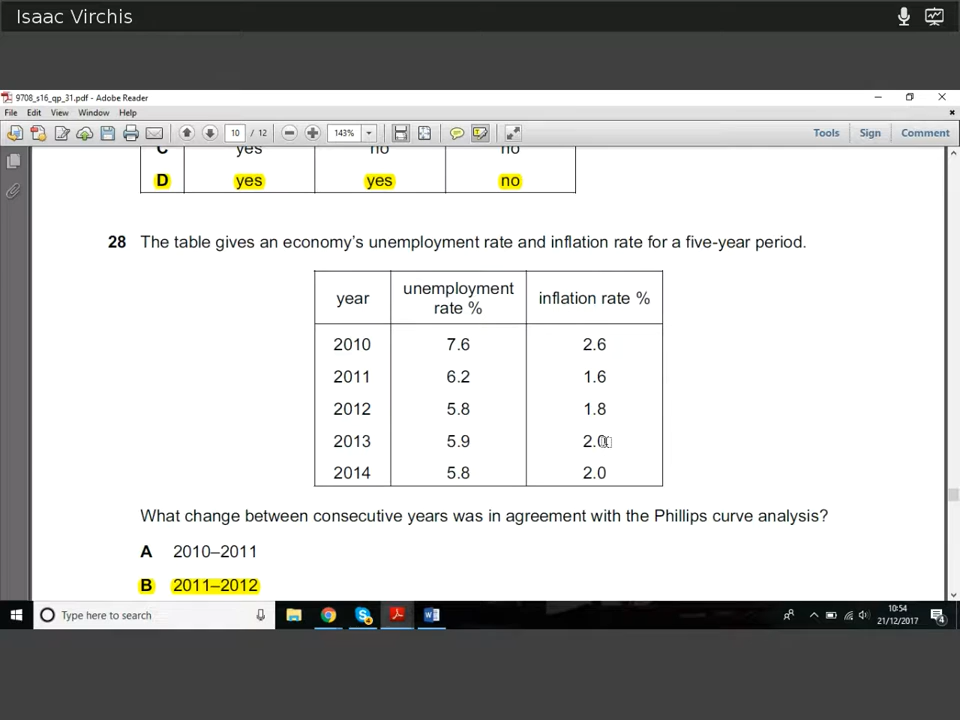 Isaac Virchis
9708_s16_qp_31.pdf - Adobe Reader
File Edit View Window Help
10 / 12 143% Tools Sign Comment
C yes no no
D yes yes no
28 The table gives an economy's unemployment rate and inflation rate for a five-year period.
year unemployment rate % inflation rate %
2010 7.6 2.6
2011 6.2 1.6
2012 5.8 1.8
2013 5.9 2.0
2014 5.8 2.0
What change between consecutive years was in agreement with the Phillips curve analysis?
A 2010–2011
B 2011–2012
Type here to search
10:54
21/12/2017
4